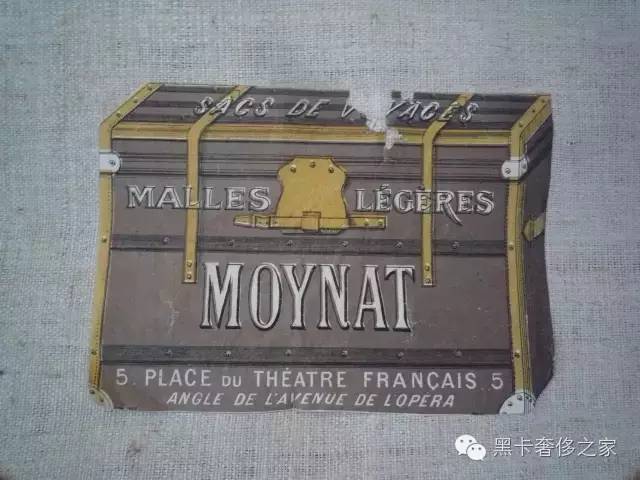 SACS DE VOYAGES
MALLES LÉGÈRES
MOYNAT
5. PLACE DU THÉATRE FRANÇAIS. 5
ANGLE DE L'AVENUE DE L'OPERA
黑卡奢侈之家